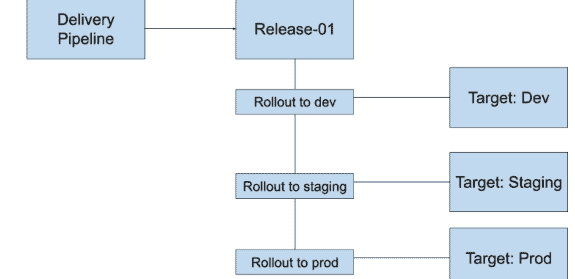 Delivery
Pipeline
Release-01
Rollout to dev
Target: Dev
Rollout to staging
Target: Staging
Rollout to prod
Target: Prod